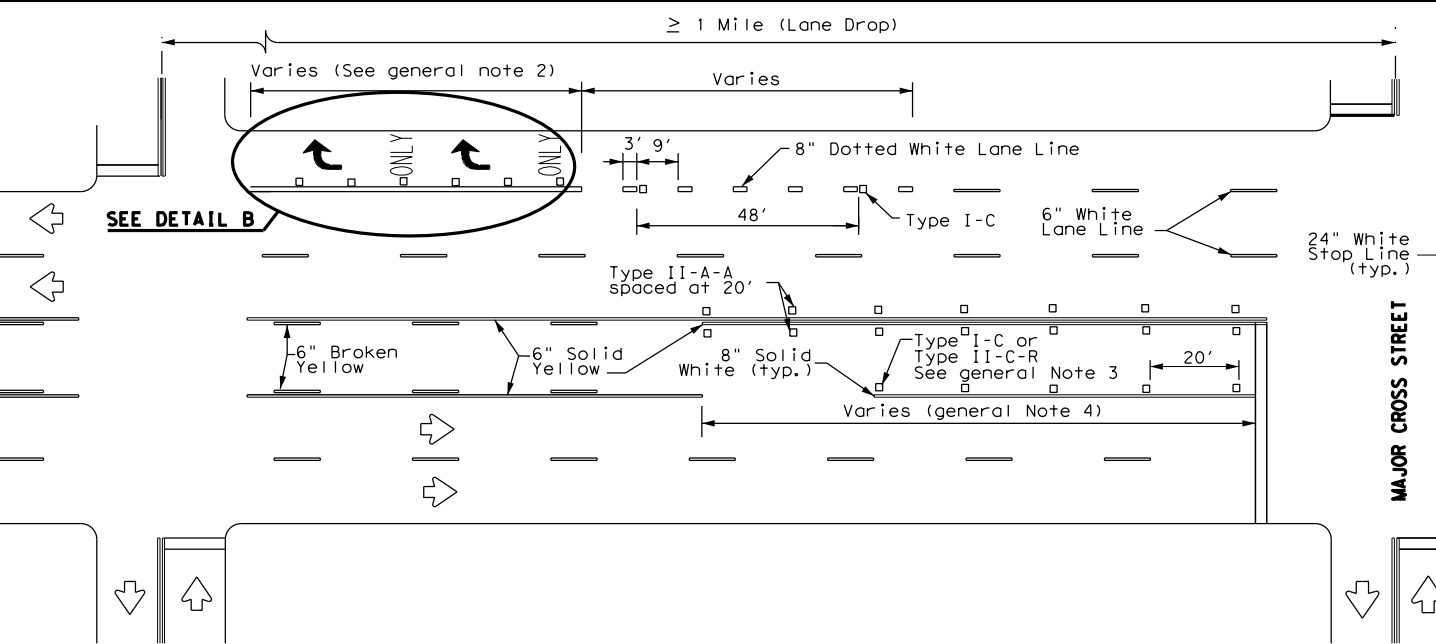 ≥ 1 Mile (Lane Drop)
Varies (See general note 2)
Varies
ONLY
ONLY
3' 9'
8" Dotted White Lane Line
SEE DETAIL B
48'
Type I-C
6" White
Lane Line
24" White
Stop Line
(typ.)
Type II-A-A
spaced at 20'
6" Broken
Yellow
6" Solid
Yellow
8" Solid
White (typ.)
Type I-C or
Type II-C-R
See general Note 3
20'
Varies (general Note 4)
MAJOR CROSS STREET